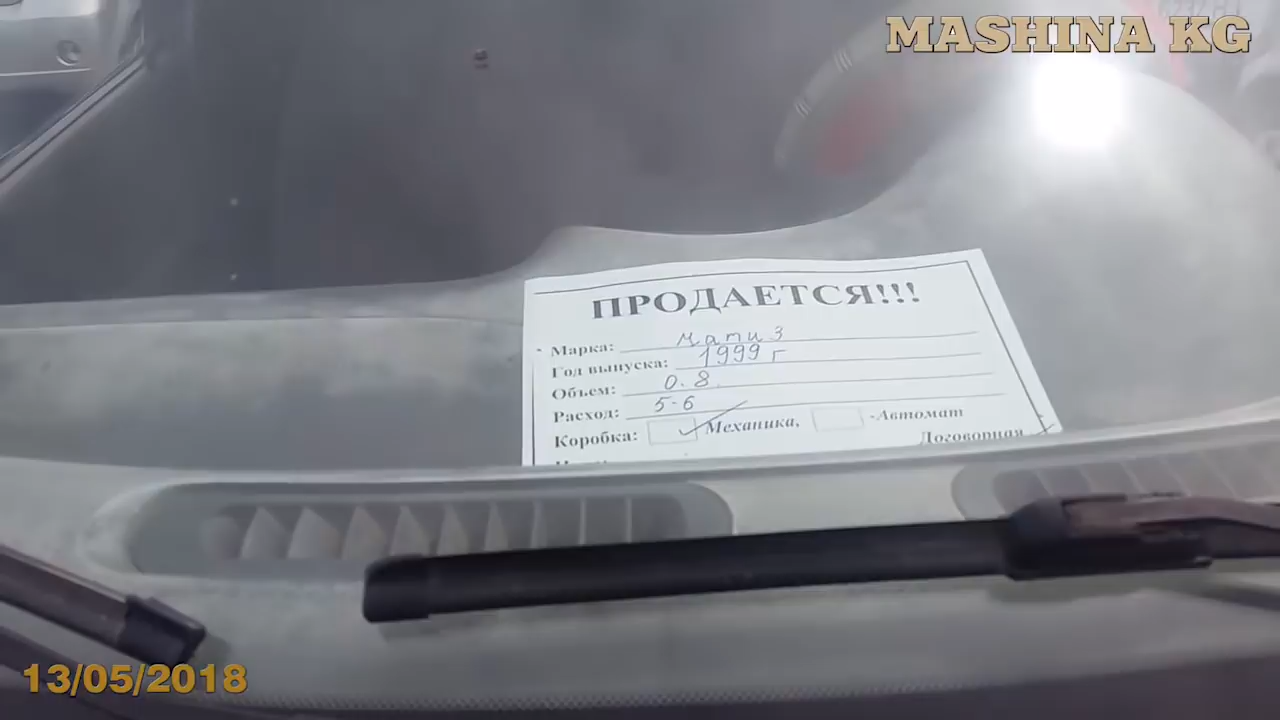 MASHINA KG
ПРОДАЕТСЯ!!!
Марка: Матиз
Год выпуска: 1999 г
Объем: 0.8
Расход: 5-6
Коробка: Механика, -Автомат
Договорная
13/05/2018